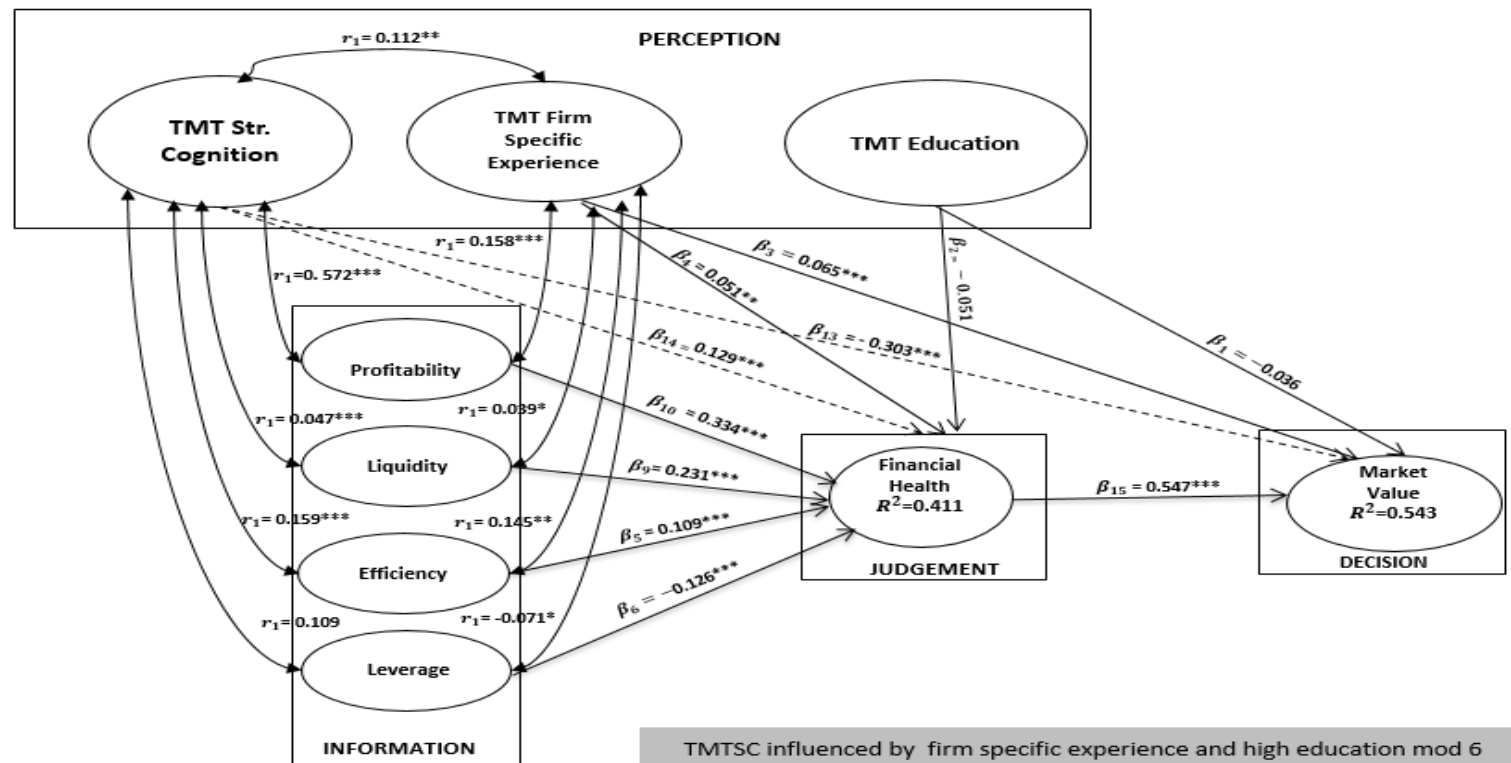 r₁= 0.112**
PERCEPTION
TMT Str.
Cognition
TMT Firm
Specific
Experience
TMT Education
r₁= 0.158***
r₁=0. 572***
β₃ = 0.065***
β₄ = 0.051**
β₂₌ −0.051
β₁₄ ₌ 0.129***
β₁₃ =- 0.303***
β₁ = −0.036
Profitability
β₁₀ = 0.334***
r₁= 0.047***
r₁= 0.039*
Liquidity
β₉= 0.231***
Financial
Health
R²=0.411
β₁₅ = 0.547***
Market
Value
R²=0.543
r₁= 0.159***
r₁= 0.145**
β₅ = 0.109***
Efficiency
JUDGEMENT
DECISION
β₆ = −0.126***
r₁= 0.109
r₁= -0.071*
Leverage
INFORMATION
TMTSC influenced by firm specific experience and high education mod 6